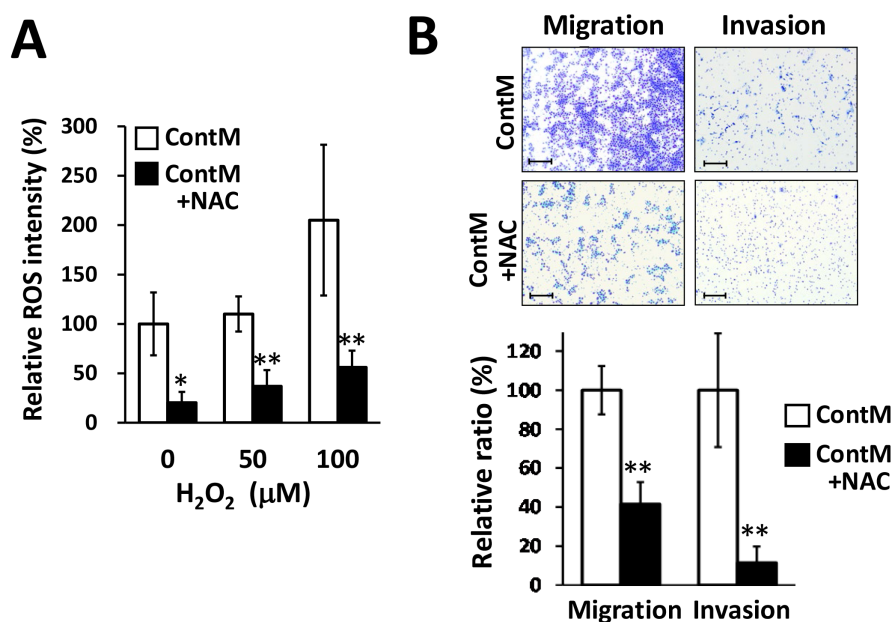 A
Relative ROS intensity (%)
300
250
200
150
100
50
0
ContM
ContM
+NAC
*
**
**
0 50 100
H₂O₂ (μM)
B
Migration Invasion
ContM
ContM
+NAC
Relative ratio (%)
120
100
80
60
40
20
0
**
**
ContM
ContM
+NAC
Migration Invasion